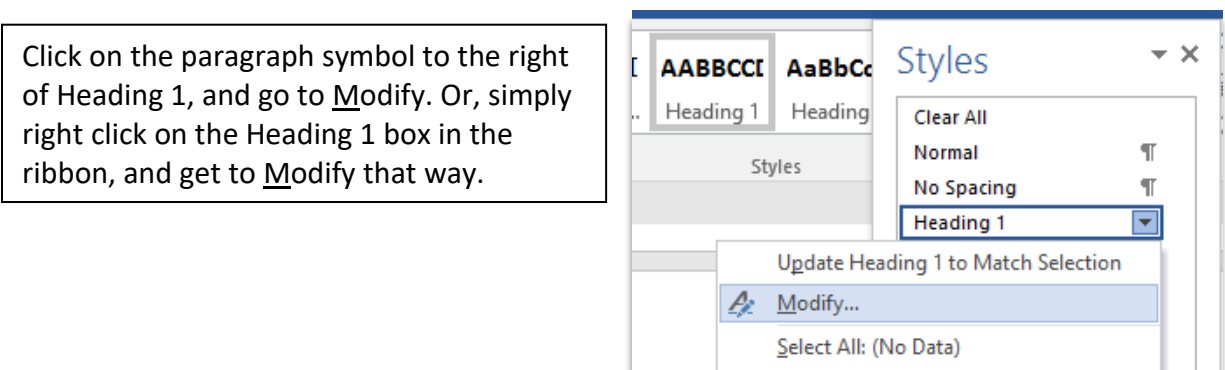 Click on the paragraph symbol to the right
of Heading 1, and go to Modify. Or, simply
right click on the Heading 1 box in the
ribbon, and get to Modify that way.
AABBCCI AaBbCc
.. Heading 1 Heading
Styles
Styles
Clear All
Normal ¶
No Spacing ¶
Heading 1
Update Heading 1 to Match Selection
Modify...
Select All: (No Data)